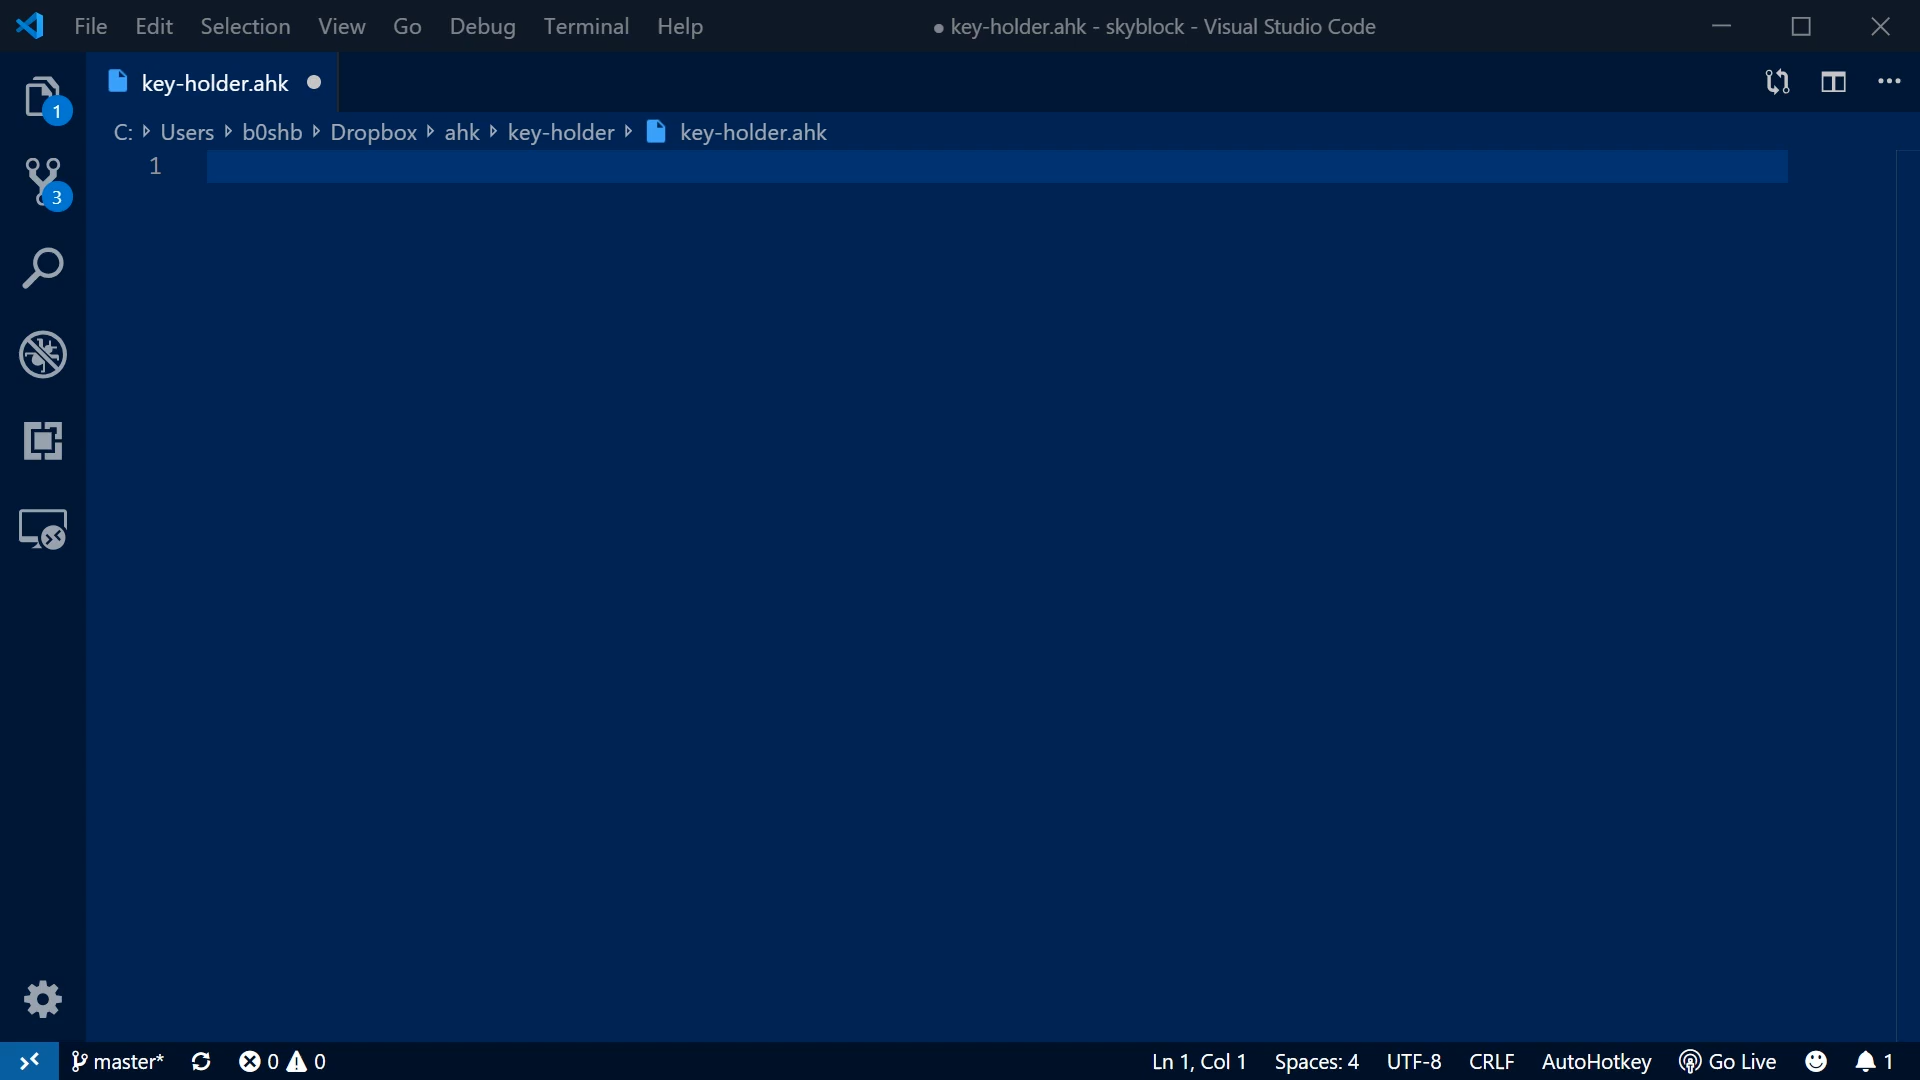 File Edit Selection View Go Debug Terminal Help ● key-holder.ahk - skyblock - Visual Studio Code
key-holder.ahk
1
C: Users b0shb Dropbox ahk key-holder key-holder.ahk
1
3
master* 0 0 Ln 1, Col 1 Spaces: 4 UTF-8 CRLF AutoHotkey Go Live 1